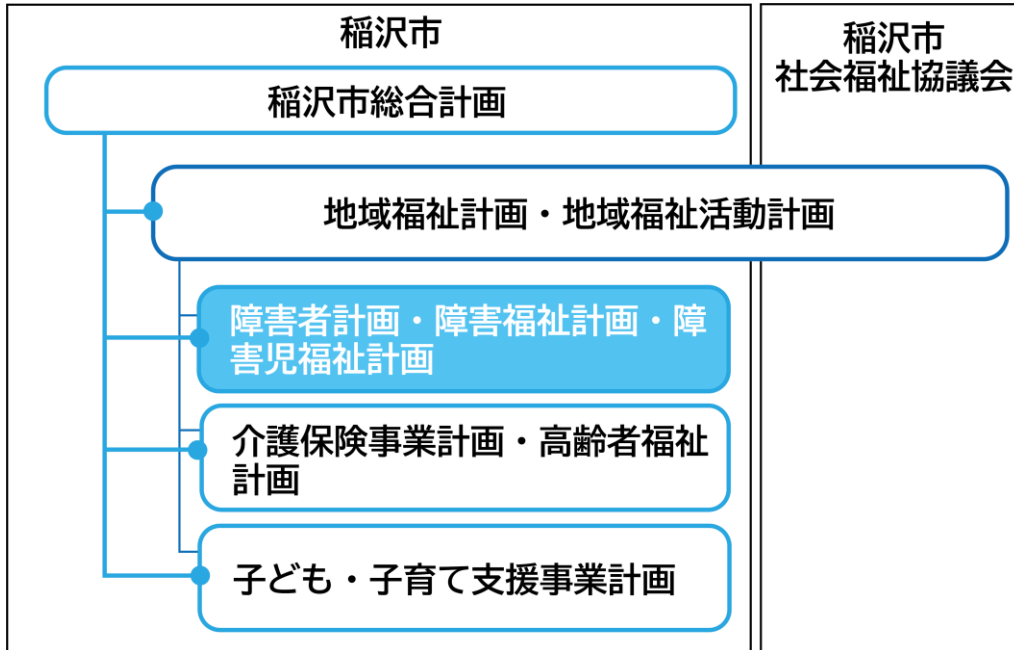 稲沢市
稲沢市
社会福祉協議会
稲沢市総合計画
地域福祉計画・地域福祉活動計画
障害者計画・障害福祉計画・障
害児福祉計画
介護保険事業計画・高齢者福祉
計画
子ども・子育て支援事業計画